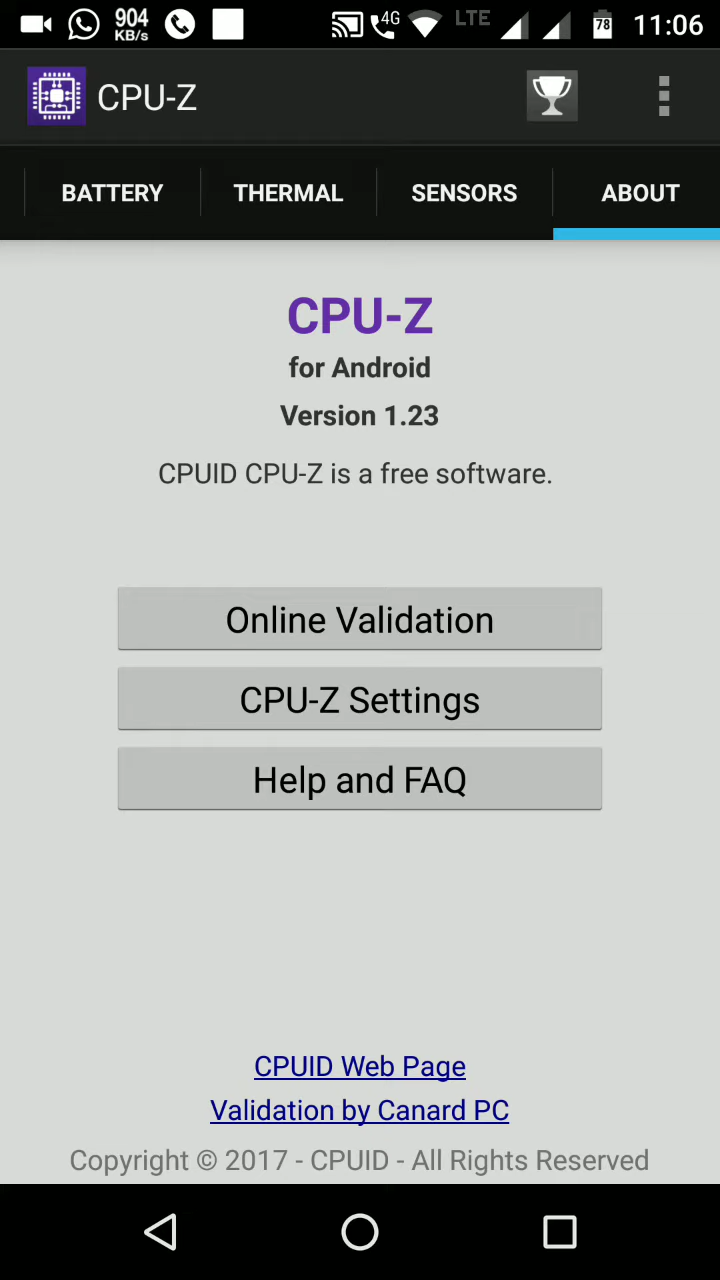 904
KB/s
4G
LTE
78
11:06
CPU-Z
BATTERY
THERMAL
SENSORS
ABOUT
CPU-Z
for Android
Version 1.23
CPUID CPU-Z is a free software.
Online Validation
CPU-Z Settings
Help and FAQ
CPUID Web Page
Validation by Canard PC
Copyright © 2017 - CPUID - All Rights Reserved